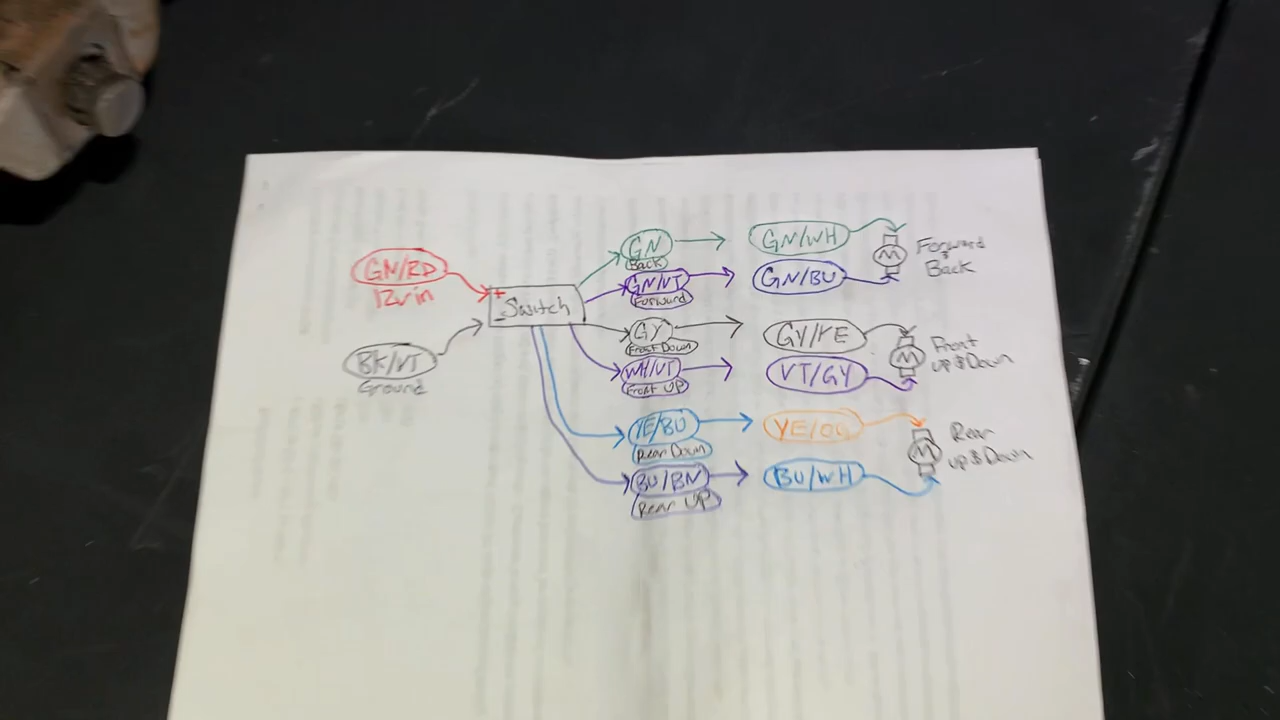 GN/RD
12v in
BK/VT
Ground
+
-
Switch
GN
Back
GN/VT
Forward
GY
Front Down
WH/VT
Front UP
YE/BU
Rear Down
BU/BN
Rear UP
GN/WH
GN/BU
GY/YE
VT/GY
YE/OG
BU/WH
M
Forward
&
Back
M
Front
up & Down
M
Rear
up & Down